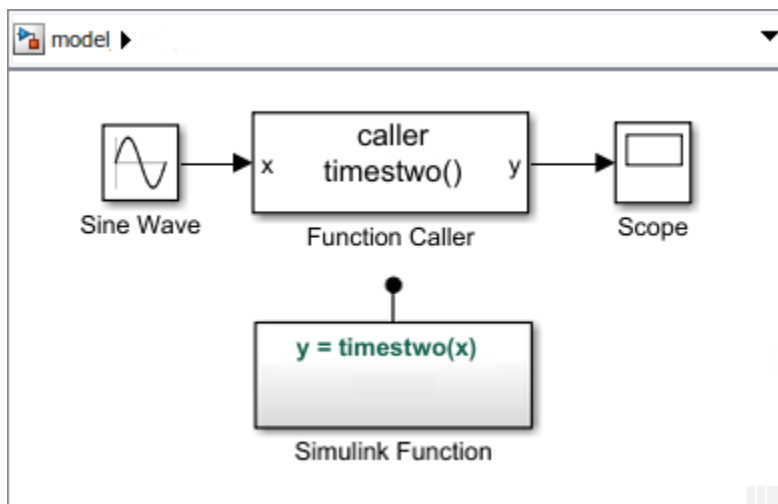 model
x
caller
timestwo()
y
Sine Wave
Function Caller
Scope
y = timestwo(x)
Simulink Function